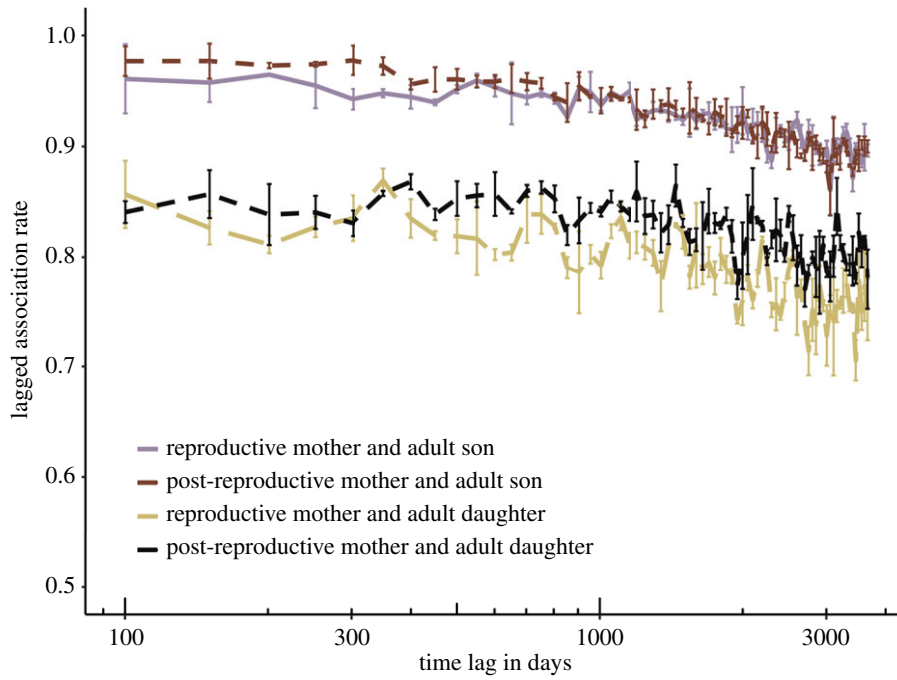 1.0
0.9
0.8
0.7
0.6
0.5
lagged association rate
reproductive mother and adult son
post-reproductive mother and adult son
reproductive mother and adult daughter
post-reproductive mother and adult daughter
100 300 1000 3000
time lag in days